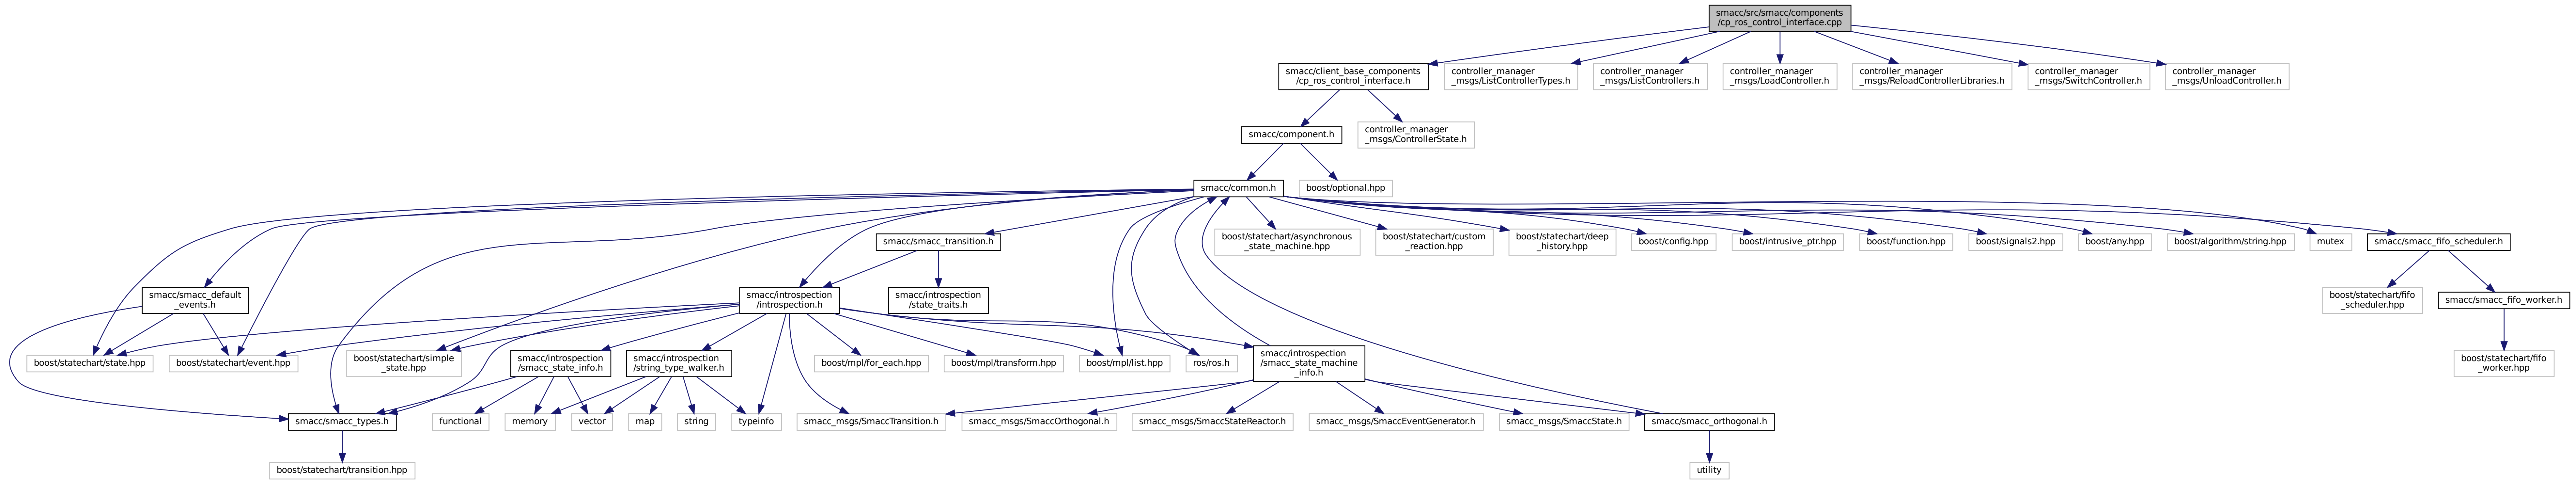 smacc/src/smacc/components
/cp_ros_control_interface.cpp
smacc/client_base_components
/cp_ros_control_interface.h
controller_manager
_msgs/ListControllerTypes.h
controller_manager
_msgs/ListControllers.h
controller_manager
_msgs/LoadController.h
controller_manager
_msgs/ReloadControllerLibraries.h
controller_manager
_msgs/SwitchController.h
controller_manager
_msgs/UnloadController.h
smacc/component.h
controller_manager
_msgs/ControllerState.h
smacc/common.h
boost/optional.hpp
smacc/smacc_transition.h
boost/statechart/asynchronous
_state_machine.hpp
boost/statechart/custom
_reaction.hpp
boost/statechart/deep
_history.hpp
boost/config.hpp
boost/intrusive_ptr.hpp
boost/function.hpp
boost/signals2.hpp
boost/any.hpp
boost/algorithm/string.hpp
mutex
smacc/smacc_fifo_scheduler.h
smacc/smacc_default
_events.h
smacc/introspection
/introspection.h
smacc/introspection
/state_traits.h
boost/statechart/fifo
_scheduler.hpp
smacc/smacc_fifo_worker.h
boost/statechart/state.hpp
boost/statechart/event.hpp
boost/statechart/simple
_state.hpp
smacc/introspection
/smacc_state_info.h
smacc/introspection
/string_type_walker.h
boost/mpl/for_each.hpp
boost/mpl/transform.hpp
boost/mpl/list.hpp
ros/ros.h
smacc/introspection
/smacc_state_machine
_info.h
boost/statechart/fifo
_worker.hpp
smacc/smacc_types.h
functional
memory
vector
map
string
typeinfo
smacc_msgs/SmaccTransition.h
smacc_msgs/SmaccOrthogonal.h
smacc_msgs/SmaccStateReactor.h
smacc_msgs/SmaccEventGenerator.h
smacc_msgs/SmaccState.h
smacc/smacc_orthogonal.h
boost/statechart/transition.hpp
utility